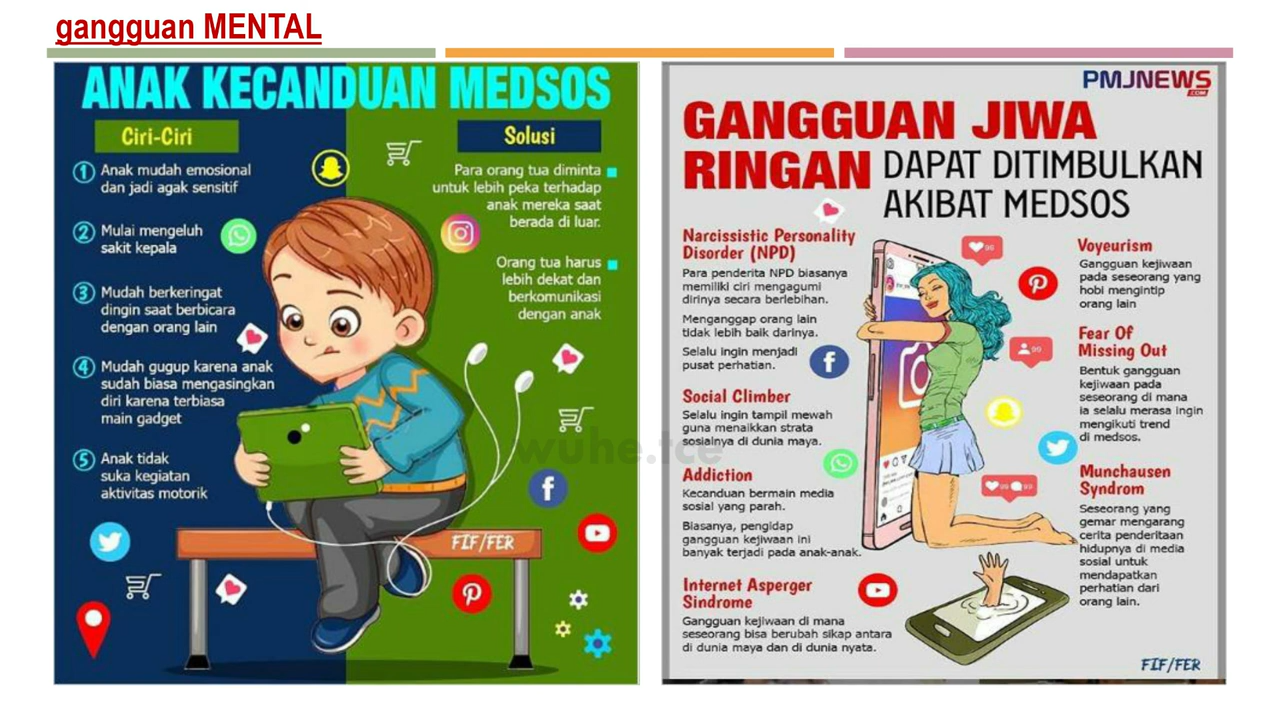 gangguan MENTAL
ANAK KECANDUAN MEDSOS
Ciri-Ciri
1 Anak mudah emosional
dan jadi agak sensitif
2 Mulai mengeluh
sakit kepala
3 Mudah berkeringat
dingin saat berbicara
dengan orang lain
4 Mudah gugup karena anak
sudah biasa mengasingkan
diri karena terbiasa
main gadget
5 Anak tidak
suka kegiatan
aktivitas motorik
Solusi
Para orang tua diminta
untuk lebih peka terhadap
anak mereka saat
berada di luar.
Orang tua harus
lebih dekat dan
berkomunikasi
dengan anak
FIF/FER
wuhe.tce
PMJNEWS
.COM
GANGGUAN JIWA
RINGAN DAPAT DITIMBULKAN
AKIBAT MEDSOS
Narcissistic Personality
Disorder (NPD)
Para penderita NPD biasanya
memiliki ciri mengagumi
dirinya secara berlebihan.
Menganggap orang lain
tidak lebih baik darinya.
Selalu ingin menjadi
pusat perhatian.
Social Climber
Selalu ingin tampil mewah
guna menaikkan strata
sosialnya di dunia maya.
Addiction
Kecanduan bermain media
sosial yang parah.
Biasanya, pengidap
gangguan kejiwaan ini
banyak terjadi pada anak-anak.
Internet Asperger
Sindrome
Gangguan kejiwaan di mana
seseorang bisa berubah sikap antara
di dunia maya dan di dunia nyata.
Voyeurism
Gangguan kejiwaan
pada seseorang yang
hobi mengintip
orang lain
Fear Of
Missing Out
Bentuk gangguan
kejiwaan pada
seseorang di mana
ia selalu merasa ingin
mengikuti trend
di medsos.
Munchausen
Syndrom
Seseorang yang
gemar mengarang
cerita penderitaan
hidupnya di media
sosial untuk
mendapatkan
perhatian dari
orang lain.
99
99
99 99
FIF/FER